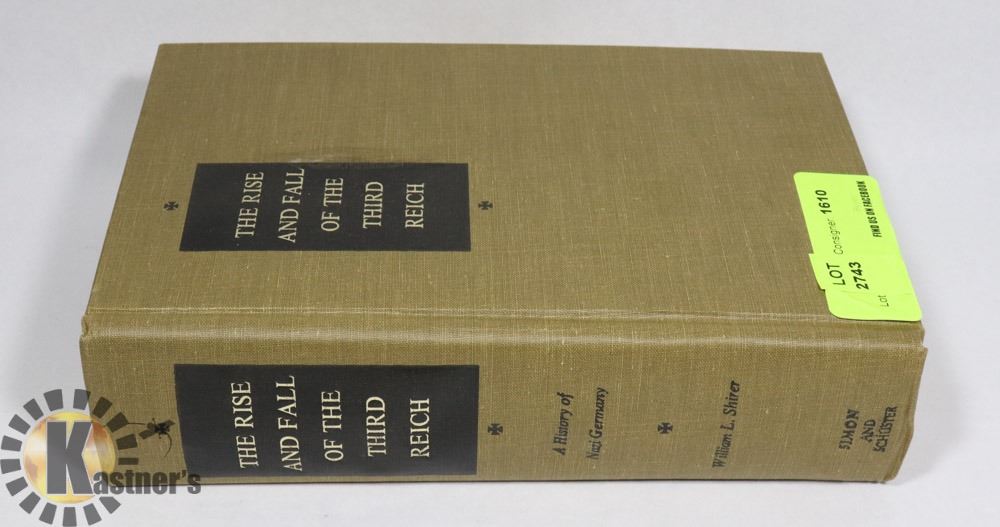 THE RISE
AND FALL
OF THE
THIRD
REICH
LOT
2743
Consigner 1610
Lot
FIND US ON FACEBOOK
THE RISE
AND FALL
OF THE
THIRD
REICH
A History of
Nazi Germany
William L. Shirer
SIMON
AND
SCHUSTER
Kastner's